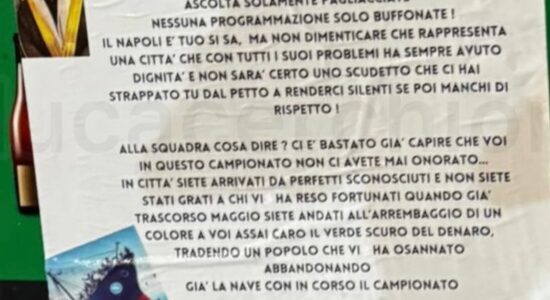 ASCOLTA SOLAMENTE PAGLIACCIATE
NESSUNA PROGRAMMAZIONE SOLO BUFFONATE !
IL NAPOLI E' TUO SI SA, MA NON DIMENTICARE CHE RAPPRESENTA
UNA CITTA' CHE CON TUTTI I SUOI PROBLEMI HA SEMPRE AVUTO
DIGNITA' E NON SARA' CERTO UNO SCUDETTO CHE CI HAI
STRAPPATO TU DAL PETTO A RENDERCI SILENTI SE POI MANCHI DI
RISPETTO !
ALLA SQUADRA COSA DIRE ? CI E' BASTATO GIA' CAPIRE CHE VOI
IN QUESTO CAMPIONATO NON CI AVETE MAI ONORATO...
IN CITTA' SIETE ARRIVATI DA PERFETTI SCONOSCIUTI E NON SIETE
STATI GRATI A CHI VI HA RESO FORTUNATI QUANDO GIA'
TRASCORSO MAGGIO SIETE ANDATI ALL'ARREMBAGGIO DI UN
COLORE A VOI ASSAI CARO IL VERDE SCURO DEL DENARO,
TRADENDO UN POPOLO CHE VI HA OSANNATO
ABBANDONANDO
GIA' LA NAVE CON IN CORSO IL CAMPIONATO